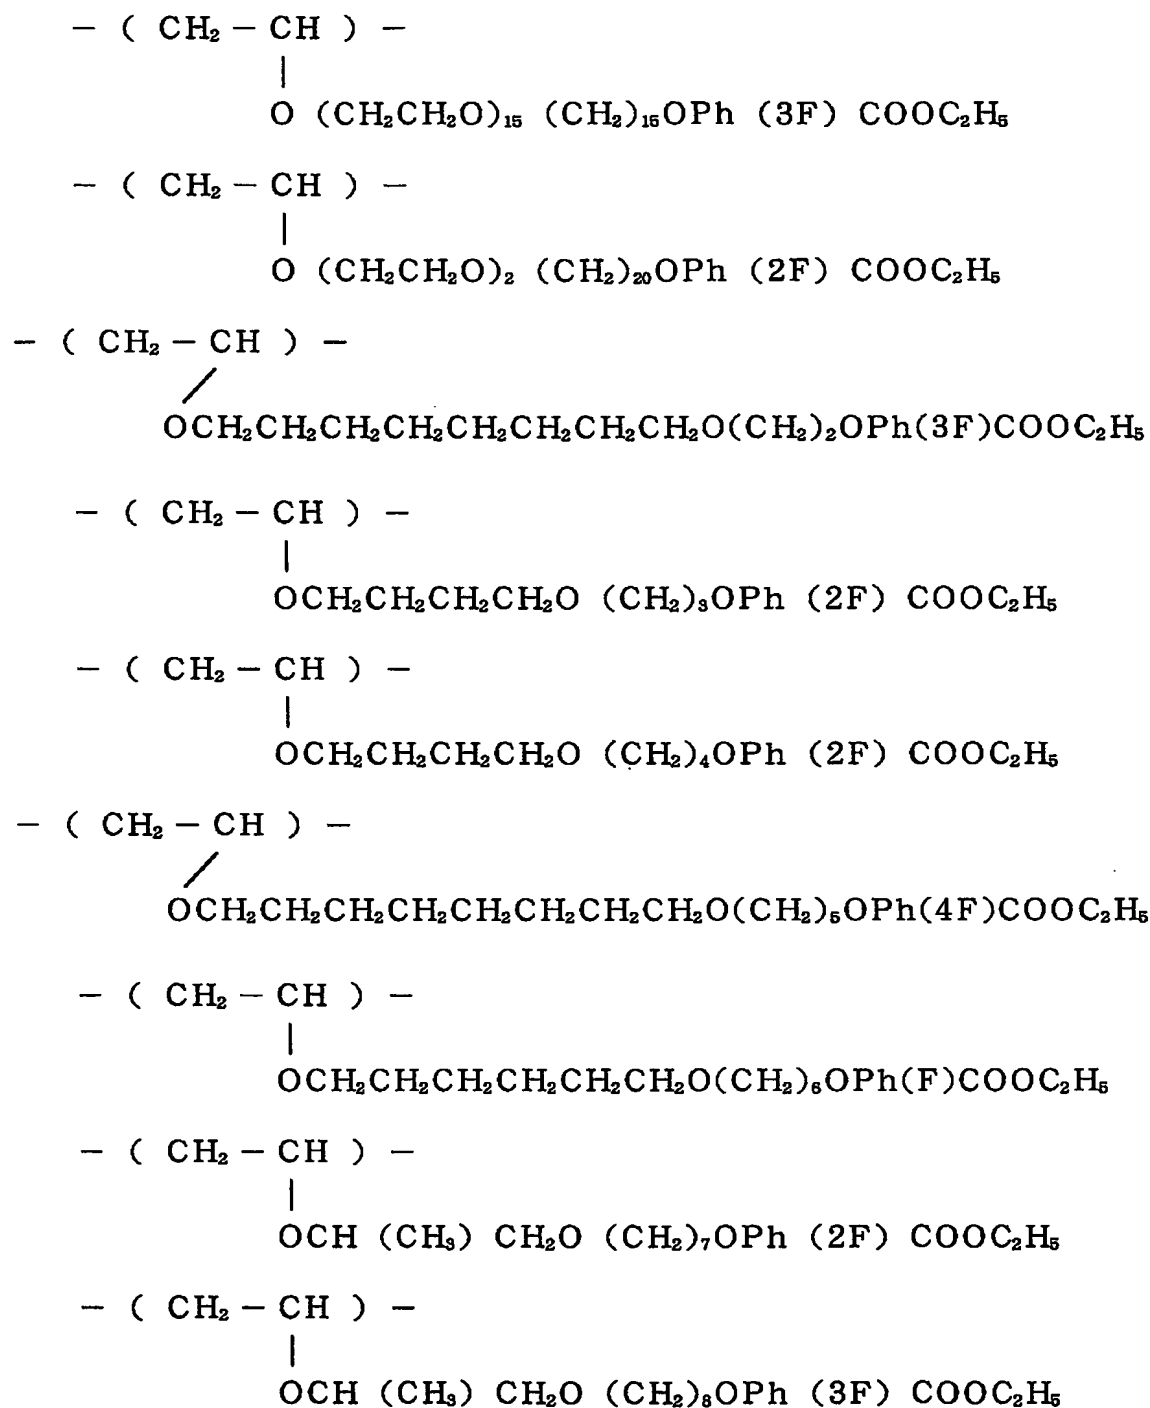 − ( CH₂ − CH ) −
|
O (CH₂CH₂O)₁₅ (CH₂)₁₅OPh (3F) COOC₂H₅
− ( CH₂ − CH ) −
|
O (CH₂CH₂O)₂ (CH₂)₂₀OPh (2F) COOC₂H₅
− ( CH₂ − CH ) −
/
OCH₂CH₂CH₂CH₂CH₂CH₂CH₂CH₂O(CH₂)₂OPh(3F)COOC₂H₅
− ( CH₂ − CH ) −
|
OCH₂CH₂CH₂CH₂O (CH₂)₃OPh (2F) COOC₂H₅
− ( CH₂ − CH ) −
|
OCH₂CH₂CH₂CH₂O (CH₂)₄OPh (2F) COOC₂H₅
− ( CH₂ − CH ) −
/
OCH₂CH₂CH₂CH₂CH₂CH₂CH₂CH₂O(CH₂)₅OPh(4F)COOC₂H₅
− ( CH₂ − CH ) −
|
OCH₂CH₂CH₂CH₂CH₂CH₂O(CH₂)₆OPh(F)COOC₂H₅
− ( CH₂ − CH ) −
|
OCH (CH₃) CH₂O (CH₂)₇OPh (2F) COOC₂H₅
− ( CH₂ − CH ) −
|
OCH (CH₃) CH₂O (CH₂)₈OPh (3F) COOC₂H₅